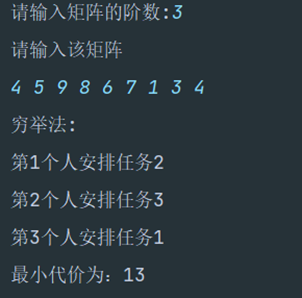 请输入矩阵的阶数:3
请输入该矩阵
4 5 9 8 6 7 1 3 4
穷举法:
第1个人安排任务2
第2个人安排任务3
第3个人安排任务1
最小代价为: 13